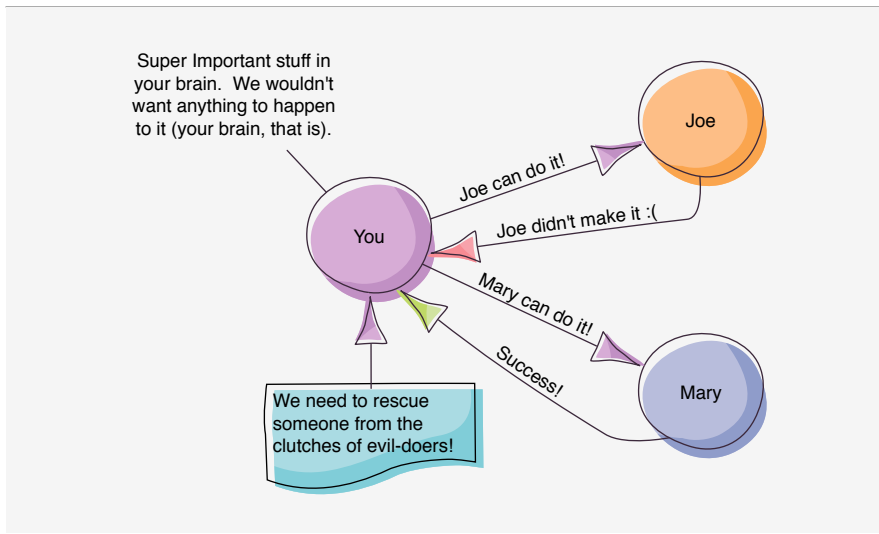 Super Important stuff in
your brain.  We wouldn't
want anything to happen
to it (your brain, that is).
Joe
Joe can do it!
Joe didn't make it :(
You
Mary can do it!
Success!
Mary
We need to rescue
someone from the
clutches of evil-doers!